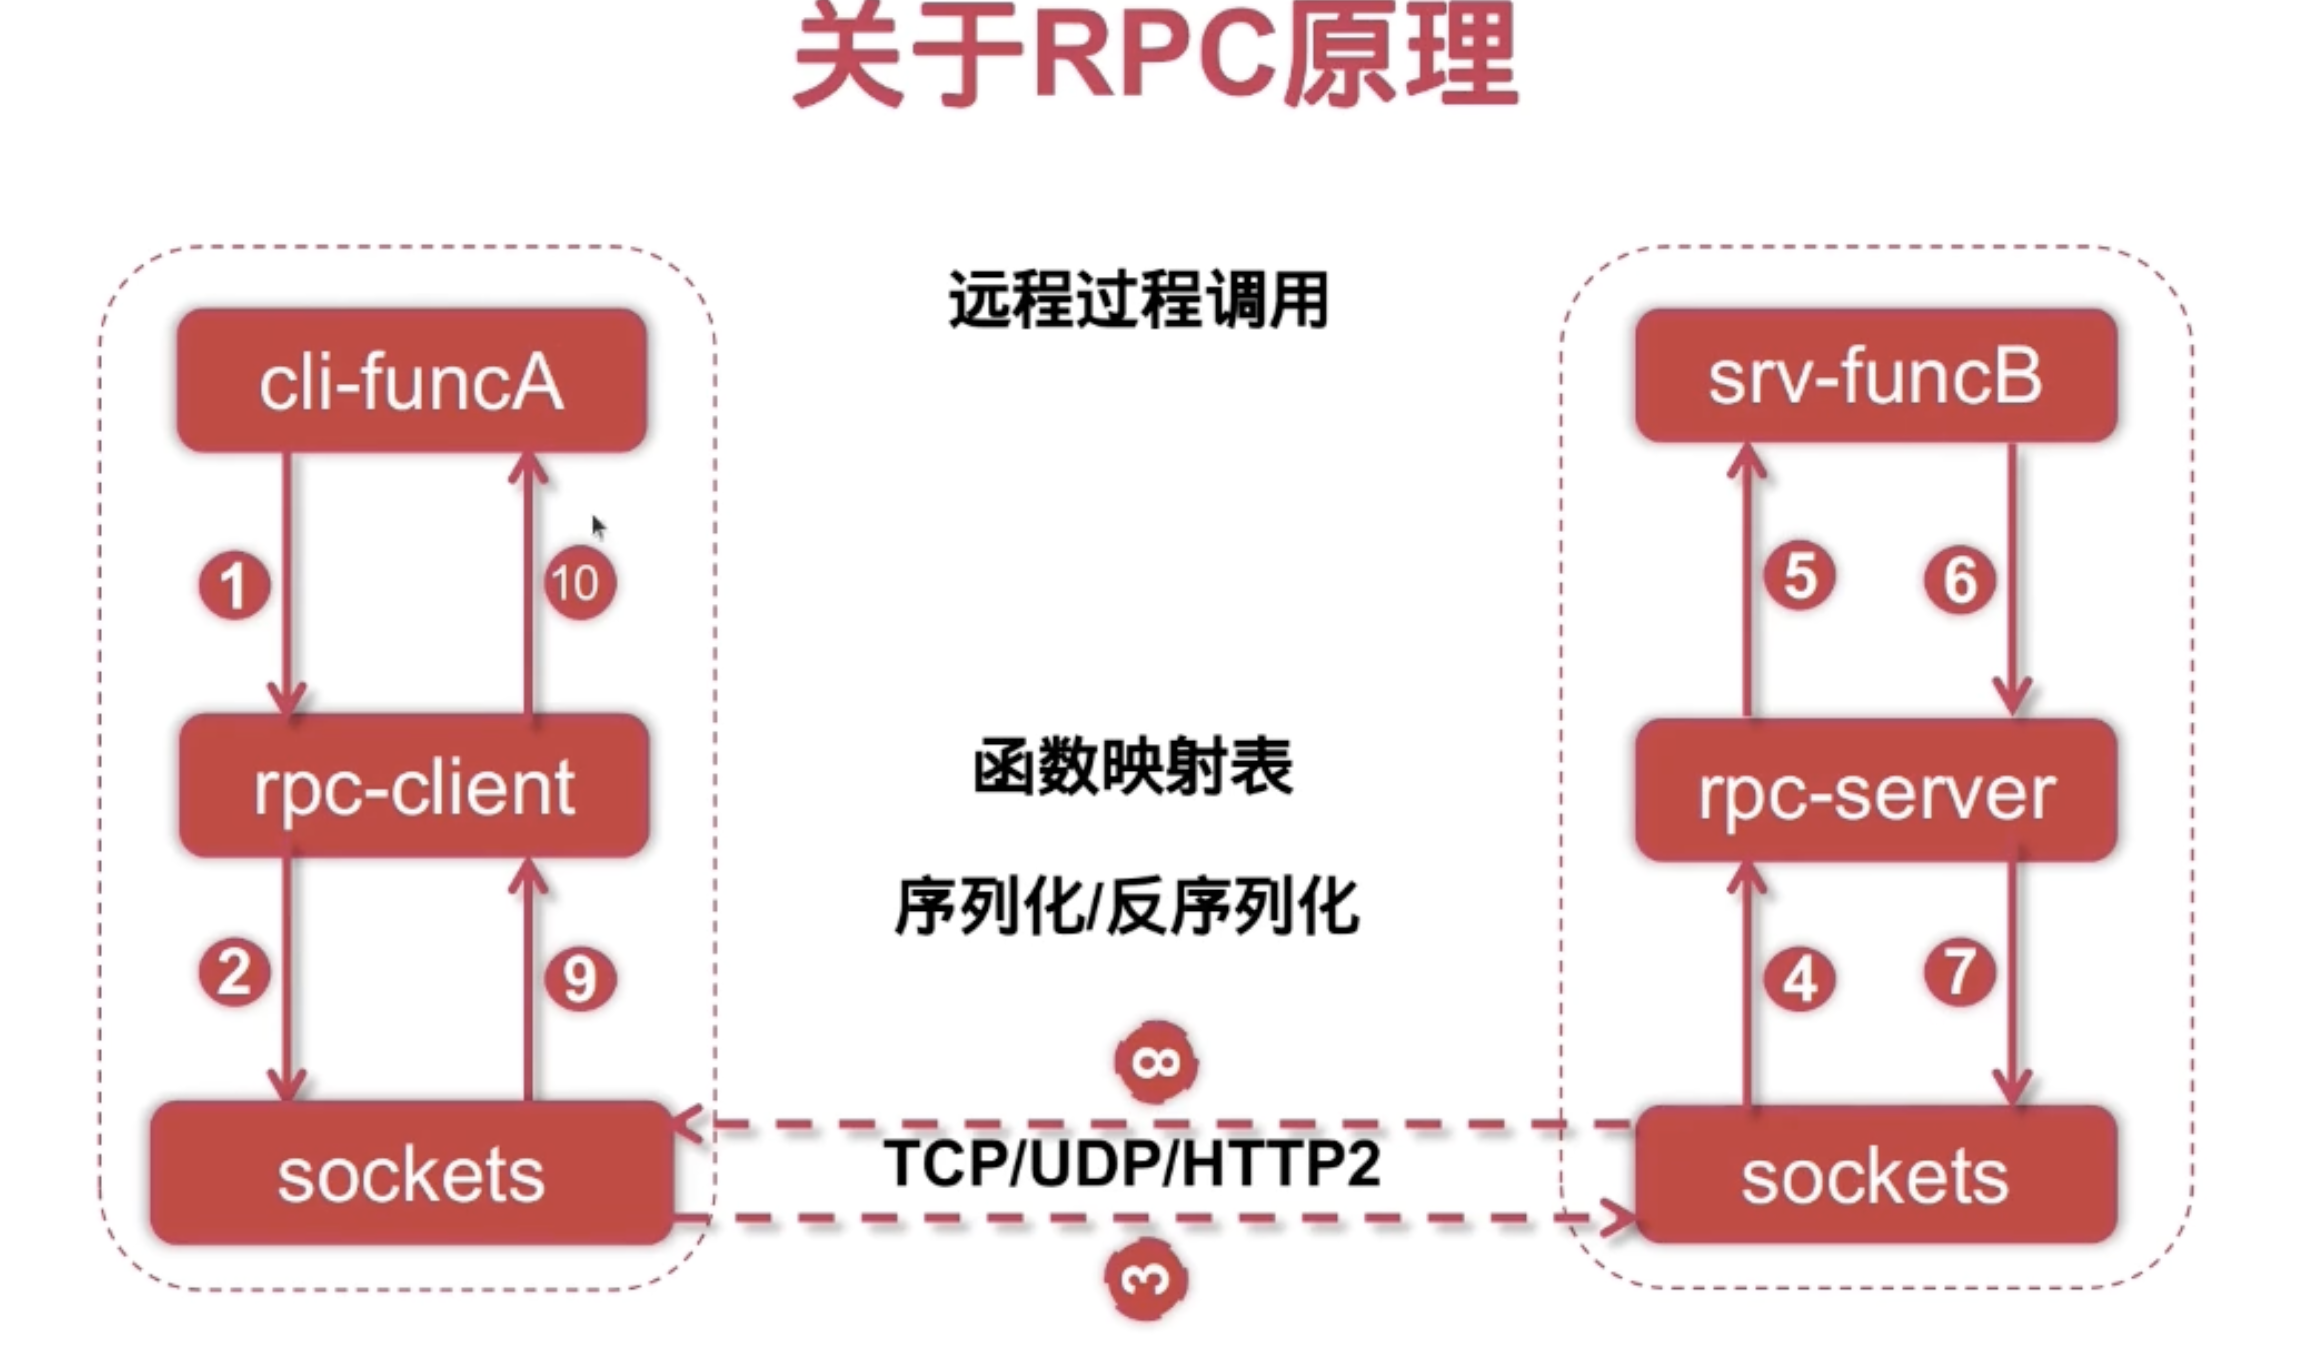 关于RPC原理
远程过程调用
cli-funcA
srv-funcB
1
10
5
6
rpc-client
函数映射表
rpc-server
序列化/反序列化
2
9
4
7
8
sockets
TCP/UDP/HTTP2
sockets
3